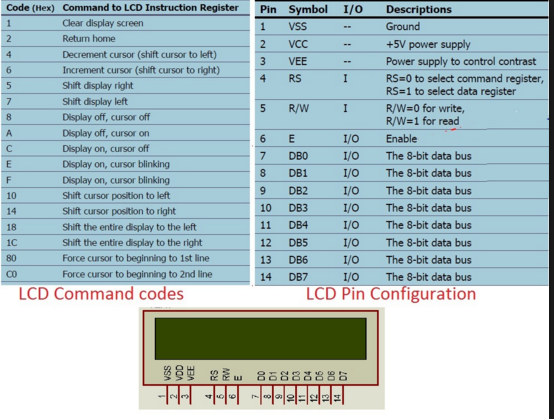 Code (Hex) Command to LCD Instruction Register
1 Clear display screen
2 Return home
4 Decrement cursor (shift cursor to left)
6 Increment cursor (shift cursor to right)
5 Shift display right
7 Shift display left
8 Display off, cursor off
A Display off, cursor on
C Display on, cursor off
E Display on, cursor blinking
F Display on, cursor blinking
10 Shift cursor position to left
14 Shift cursor position to right
18 Shift the entire display to the left
1C Shift the entire display to the right
80 Force cursor to beginning to 1st line
C0 Force cursor to beginning to 2nd line
LCD Command codes
Pin Symbol I/O Descriptions
1 VSS -- Ground
2 VCC -- +5V power supply
3 VEE -- Power supply to control contrast
4 RS I RS=0 to select command register,
RS=1 to select data register
5 R/W I R/W=0 for write,
R/W=1 for read
6 E I/O Enable
7 DB0 I/O The 8-bit data bus
8 DB1 I/O The 8-bit data bus
9 DB2 I/O The 8-bit data bus
10 DB3 I/O The 8-bit data bus
11 DB4 I/O The 8-bit data bus
12 DB5 I/O The 8-bit data bus
13 DB6 I/O The 8-bit data bus
14 DB7 I/O The 8-bit data bus
LCD Pin Configuration
VSS VDD VEE RS RW E D0 D1 D2 D3 D4 D5 D6 D7
1 2 3 4 5 6 7 8 9 10 11 12 13 14